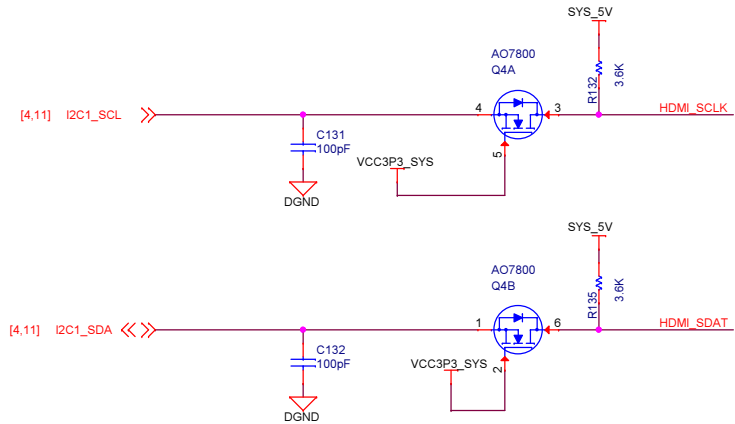 SYS_5V
AO7800
Q4A
R132
3.6K
[4,11] I2C1_SCL
4
3
HDMI_SCLK
C131
100pF
5
VCC3P3_SYS
DGND
SYS_5V
AO7800
Q4B
R135
3.6K
[4,11] I2C1_SDA
1
6
HDMI_SDAT
C132
100pF
2
VCC3P3_SYS
DGND